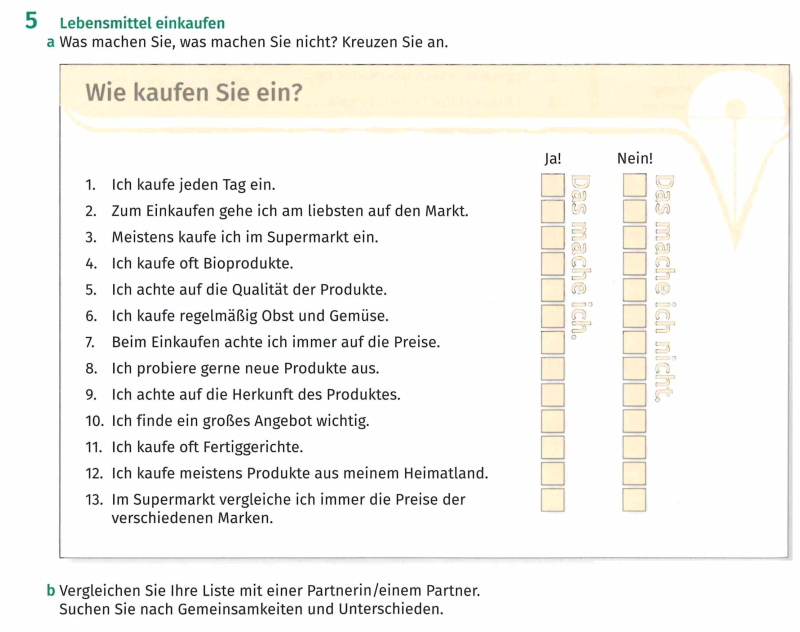 5 Lebensmittel einkaufen
a Was machen Sie, was machen Sie nicht? Kreuzen Sie an.
Wie kaufen Sie ein?
Ja! Nein!
Das mache ich.
Das mache ich nicht.
1. Ich kaufe jeden Tag ein.
2. Zum Einkaufen gehe ich am liebsten auf den Markt.
3. Meistens kaufe ich im Supermarkt ein.
4. Ich kaufe oft Bioprodukte.
5. Ich achte auf die Qualität der Produkte.
6. Ich kaufe regelmäßig Obst und Gemüse.
7. Beim Einkaufen achte ich immer auf die Preise.
8. Ich probiere gerne neue Produkte aus.
9. Ich achte auf die Herkunft des Produktes.
10. Ich finde ein großes Angebot wichtig.
11. Ich kaufe oft Fertiggerichte.
12. Ich kaufe meistens Produkte aus meinem Heimatland.
13. Im Supermarkt vergleiche ich immer die Preise der
verschiedenen Marken.
b Vergleichen Sie Ihre Liste mit einer Partnerin/einem Partner.
Suchen Sie nach Gemeinsamkeiten und Unterschieden.